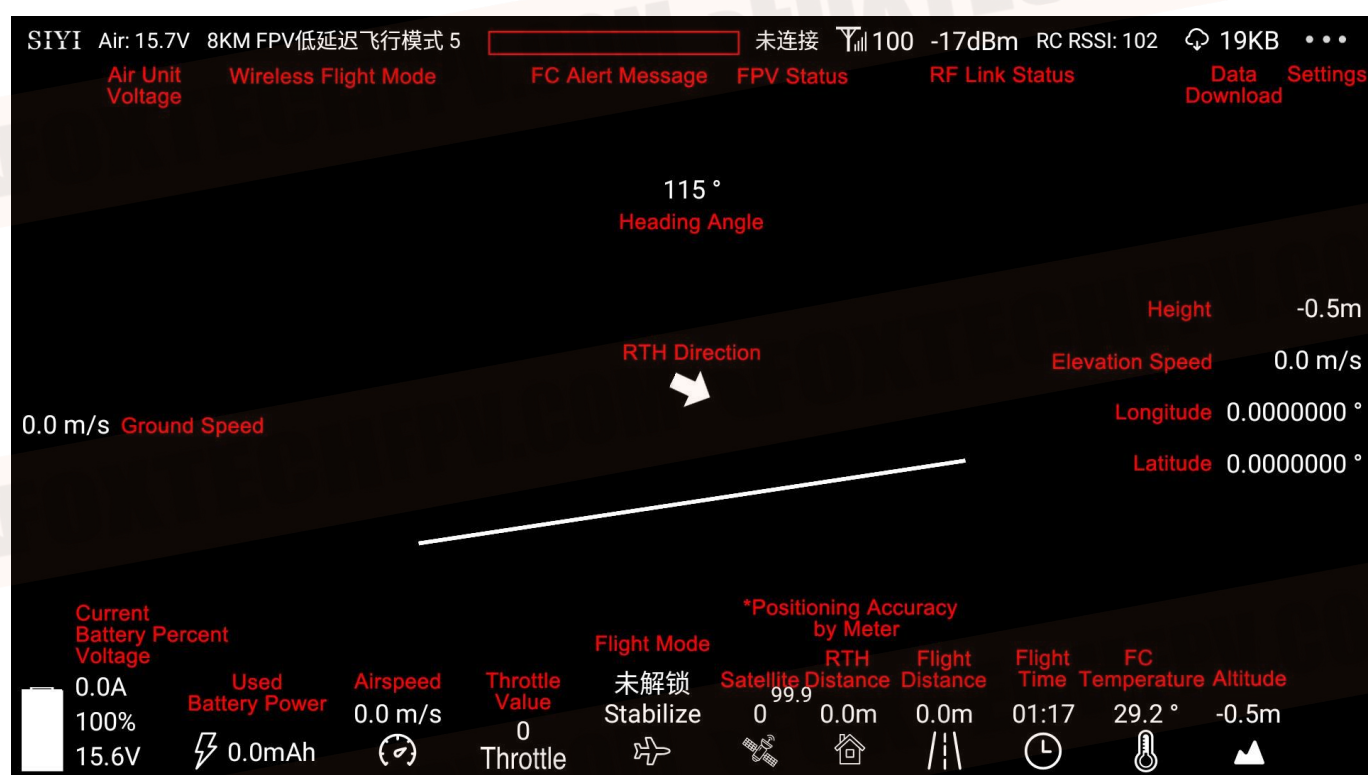 SIYI Air: 15.7V 8KM FPV低延迟飞行模式 5 未连接 100 -17dBm RC RSSI: 102 19KB
Air Unit Voltage
Wireless Flight Mode
FC Alert Message
FPV Status
RF Link Status
Data Download
Settings
115 °
Heading Angle
Height -0.5m
RTH Direction
Elevation Speed 0.0 m/s
0.0 m/s Ground Speed
Longitude 0.0000000 °
Latitude 0.0000000 °
Current
Battery Percent
Voltage
0.0A
100%
15.6V
Used
Battery Power
0.0mAh
Airspeed
0.0 m/s
Throttle
Value
0
Throttle
Flight Mode
未解锁
Stabilize
*Positioning Accuracy
by Meter
Satellite
99.9
0
RTH
Distance
0.0m
Flight
Distance
0.0m
Flight
Time
01:17
FC
Temperature
29.2 °
Altitude
-0.5m